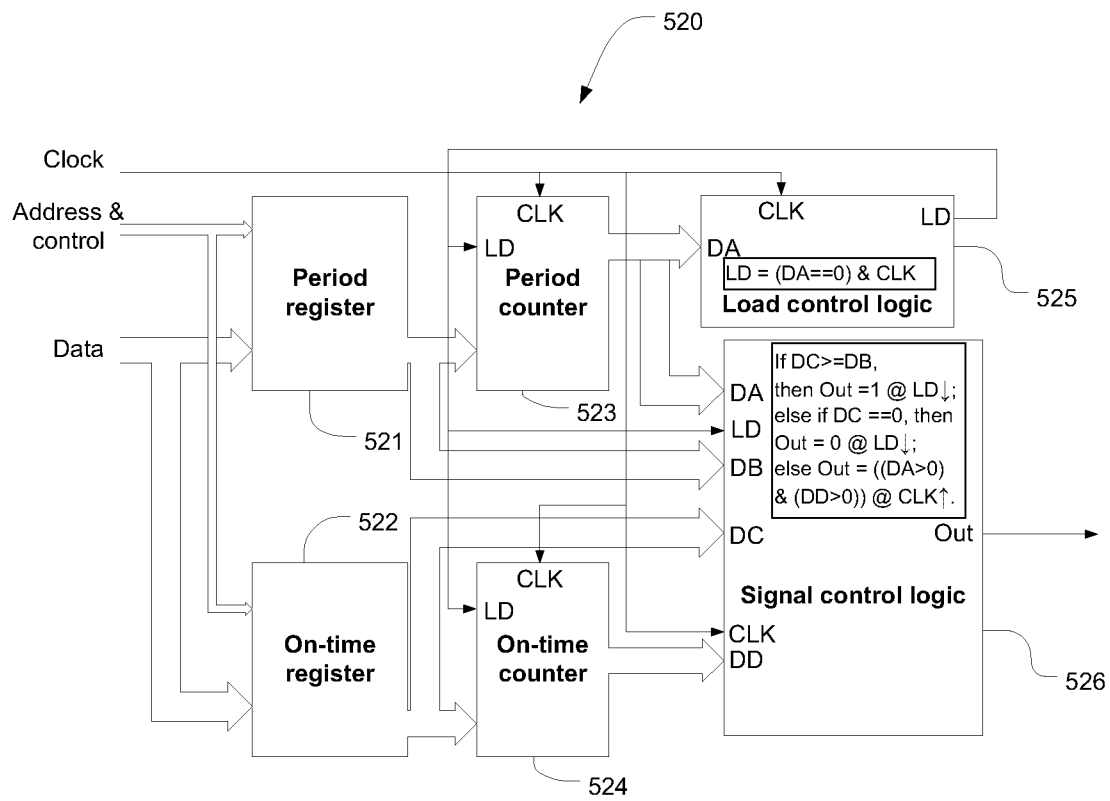 520
Clock
Address &
control
Data
Period
register
521
CLK
LD
Period
counter
523
CLK
LD
DA
LD = (DA==0) & CLK
Load control logic
525
If DC>=DB,
then Out =1 @ LD↓;
else if DC ==0, then
Out = 0 @ LD↓;
else Out = ((DA>0)
& (DD>0)) @ CLK↑.
DA
LD
DB
DC
Out
Signal control logic
CLK
DD
526
522
On-time
register
CLK
LD
On-time
counter
524